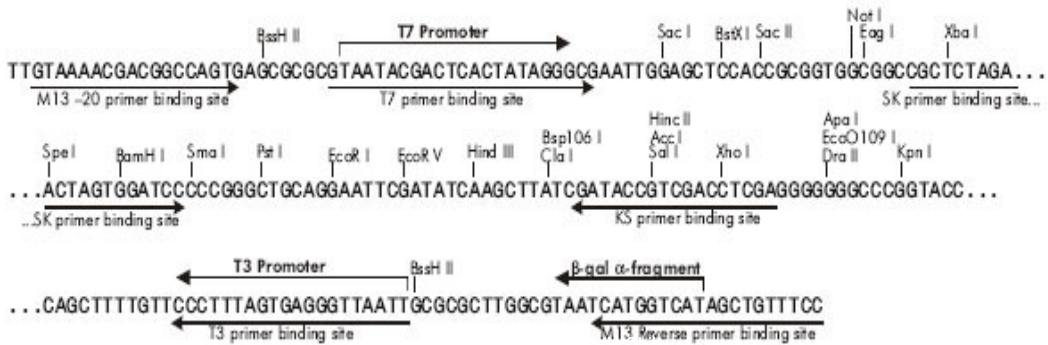 Not I
BssH II T7 Promoter Sac I BstX I Sac II Eag I Xba I
TTGTAAAACGACGGCCAGTGAGCGCGCGTAATACGACTCACTATAGGGCGAATTGGAGCTCCACCGCGGTGGCGGCCGCTCTAGA...
M13 –20 primer binding site T7 primer binding site SK primer binding site...
Hinc II Apa I
Bsp106 I Acc I EcoO109 I
Spe I BamH I Sma I Pst I EcoR I EcoR V Hind III Cla I Sal I Xho I Dra II Kpn I
...ACTAGTGGATCCCCCGGGCTGCAGGAATTCGATATCAAGCTTATCGATACCGTCGACCTCGAGGGGGGGCCCGGTACC...
...SK primer binding site KS primer binding site
T3 Promoter BssH II β-gal α-fragment
...CAGCTTTTGTTCCCTTTAGTGAGGGTTAATTGCGCGCTTGGCGTAATCATGGTCATAGCTGTTTCC
T3 primer binding site M13 Reverse primer binding site